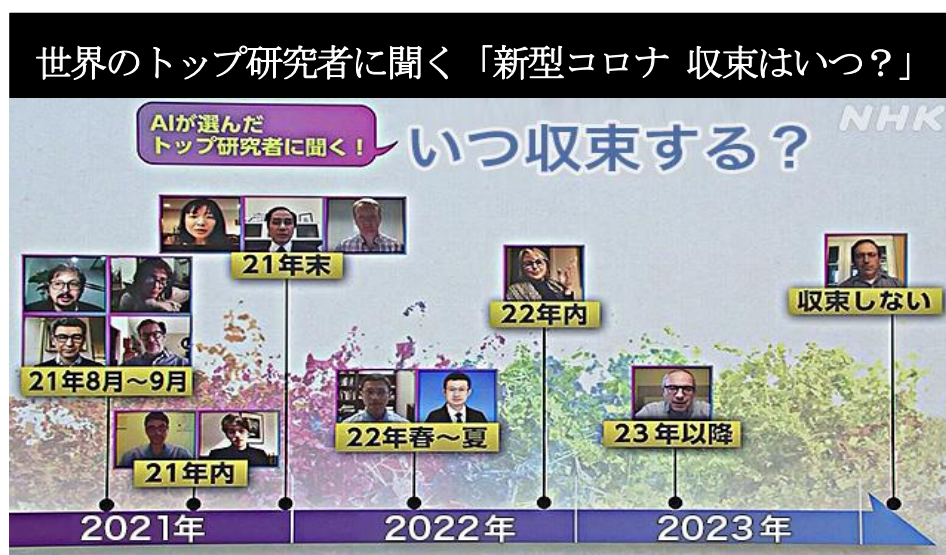 世界のトップ研究者に聞く「新型コロナ 収束はいつ？」
NHK
AIが選んだ
トップ研究者に聞く！
いつ収束する？
21年末
21年8月～9月
21年内
22年春～夏
22年内
23年以降
収束しない
2021年
2022年
2023年